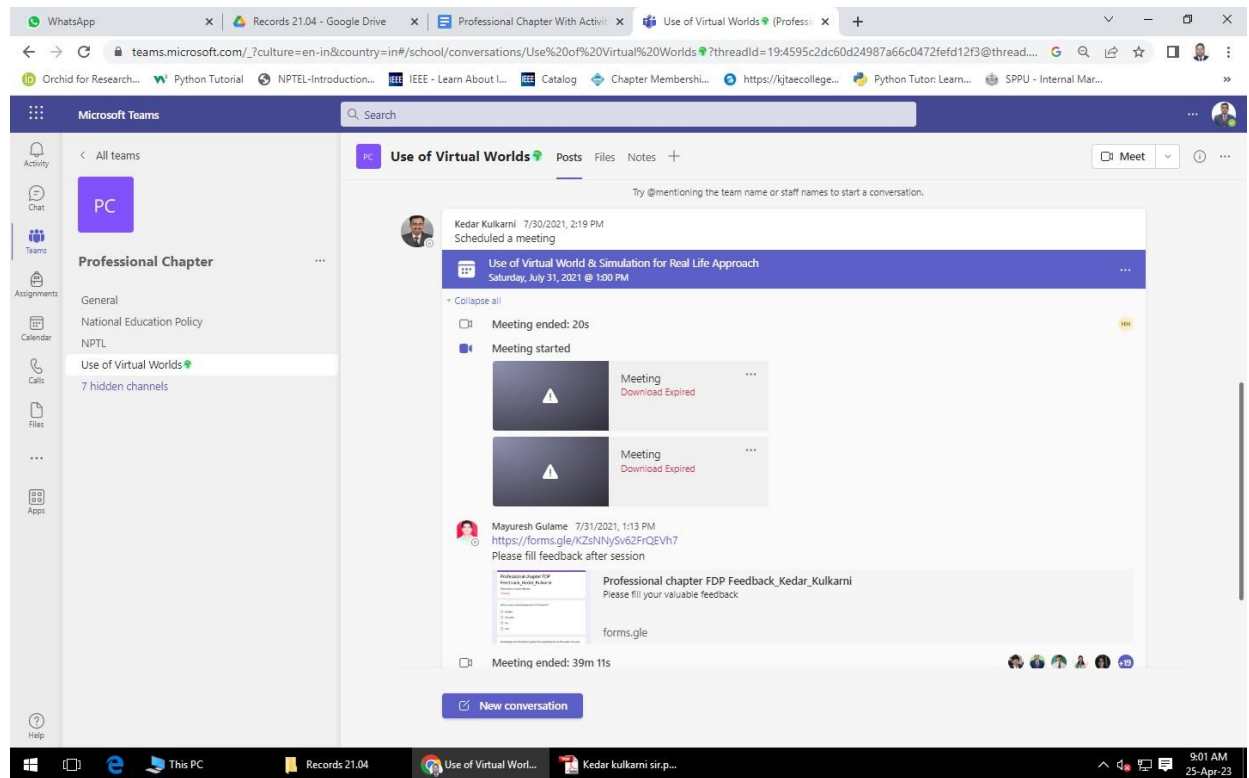 WhatsApp
Records 21.04 - Google Drive
Professional Chapter With Activit
Use of Virtual Worlds (Profess
teams.microsoft.com/_?culture=en-in&country=in#/school/conversations/Use%20of%20Virtual%20Worlds?threadId=19:4595c2dc60d24987a66c0472fefd12f3@thread....
Orchid for Research...
Python Tutorial
NPTEL-Introduction...
IEEE - Learn About I...
Catalog
Chapter Membershi...
https://kjtaecollege...
Python Tutor: Learn...
SPPU - Internal Mar...
Microsoft Teams
Search
Activity
Chat
Teams
Assignments
Calendar
Calls
Files
Apps
Help
All teams
PC
Professional Chapter
General
National Education Policy
NPTL
Use of Virtual Worlds
7 hidden channels
PC
Use of Virtual Worlds
Posts
Files
Notes
Meet
Try @mentioning the team name or staff names to start a conversation.
Kedar Kulkarni 7/30/2021, 2:19 PM
Scheduled a meeting
Use of Virtual World & Simulation for Real Life Approach
Saturday, July 31, 2021 @ 1:00 PM
Collapse all
Meeting ended: 20s
HH
Meeting started
Meeting
Download Expired
Meeting
Download Expired
Mayuresh Gulame 7/31/2021, 1:13 PM
https://forms.gle/KZsNNySv62FrQEVh7
Please fill feedback after session
Professional chapter FDP
Feedback_Kedar_Kulkarni
Professional chapter FDP Feedback_Kedar_Kulkarni
Please fill your valuable feedback
forms.gle
Meeting ended: 39m 11s
+19
New conversation
This PC
Records 21.04
Use of Virtual Worl...
Kedar kulkarni sir.p...
9:01 AM
25-Apr-23